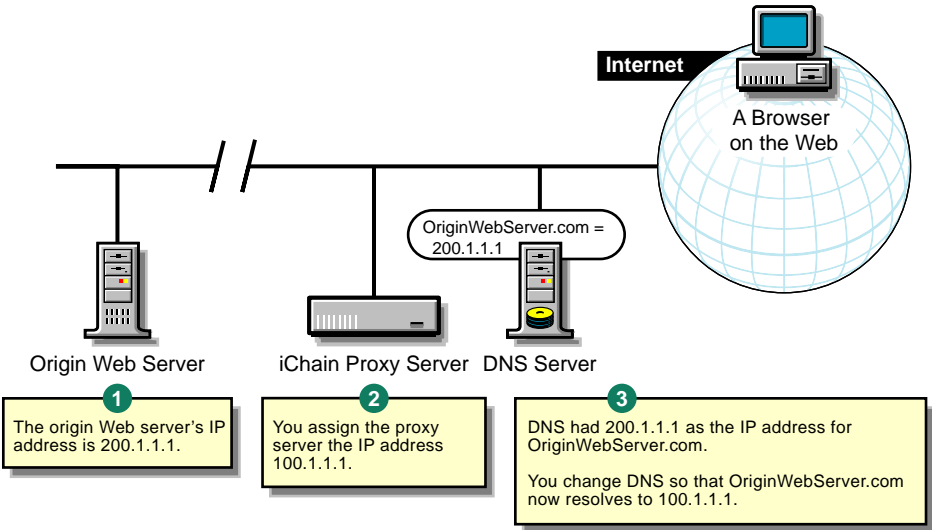 Internet
A Browser
on the Web
OriginWebServer.com =
200.1.1.1
Origin Web Server
iChain Proxy Server
DNS Server
1
The origin Web server's IP
address is 200.1.1.1.
2
You assign the proxy
server the IP address
100.1.1.1.
3
DNS had 200.1.1.1 as the IP address for
OriginWebServer.com.
You change DNS so that OriginWebServer.com
now resolves to 100.1.1.1.